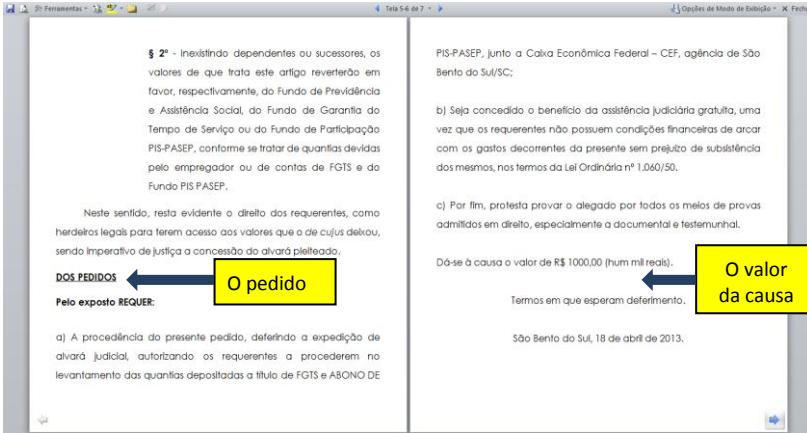 Ferramentas
Tela 5-6 de 7
Opções de Modo de Exibição
X Fech
§ 2º - Inexistindo dependentes ou sucessores, os
valores de que trata este artigo reverterão em
favor, respectivamente, do Fundo de Previdência
e Assistência Social, do Fundo de Garantia do
Tempo de Serviço ou do Fundo de Participação
PIS-PASEP, conforme se tratar de quantias devidas
pelo empregador ou de contas de FGTS e do
Fundo PIS PASEP.
Neste sentido, resta evidente o direito dos requerentes, como
herdeiros legais para terem acesso aos valores que o de cujus deixou,
sendo imperativo de justiça a concessão do alvará pleiteado.
DOS PEDIDOS
O pedido
Pelo exposto REQUER:
a) A procedência do presente pedido, deferindo a expedição de
alvará judicial, autorizando os requerentes a procederem no
levantamento das quantias depositadas a título de FGTS e ABONO DE
PIS-PASEP, junto a Caixa Econômica Federal – CEF, agência de São
Bento do Sul/SC;
b) Seja concedido o benefício da assistência judiciária gratuita, uma
vez que os requerentes não possuem condições financeiras de arcar
com os gastos decorrentes da presente sem prejuízo de subsistência
dos mesmos, nos termos da Lei Ordinária nº 1.060/50.
c) Por fim, protesta provar o alegado por todos os meios de provas
admitidos em direito, especialmente a documental e testemunhal.
Dá-se à causa o valor de R$ 1000,00 (hum mil reais).
O valor
da causa
Termos em que esperam deferimento.
São Bento do Sul, 18 de abril de 2013.